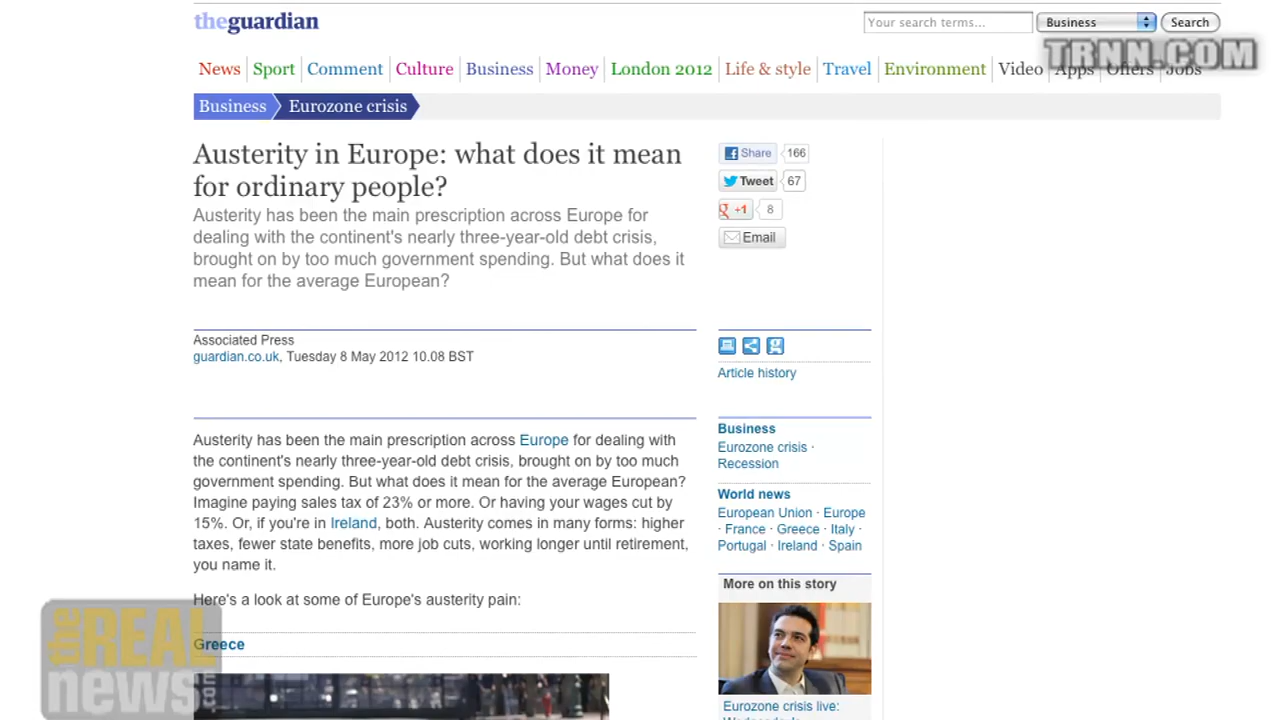 theguardian
Your search terms...
Business
Search
TRNN.COM
News
Sport
Comment
Culture
Business
Money
London 2012
Life & style
Travel
Environment
Video
Apps
Offers
Jobs
Business
Eurozone crisis
Austerity in Europe: what does it mean
for ordinary people?
Austerity has been the main prescription across Europe for
dealing with the continent's nearly three-year-old debt crisis,
brought on by too much government spending. But what does it
mean for the average European?
Share 166
Tweet 67
+1 8
Email
Associated Press
guardian.co.uk, Tuesday 8 May 2012 10.08 BST
Article history
Austerity has been the main prescription across Europe for dealing with
the continent's nearly three-year-old debt crisis, brought on by too much
government spending. But what does it mean for the average European?
Imagine paying sales tax of 23% or more. Or having your wages cut by
15%. Or, if you're in Ireland, both. Austerity comes in many forms: higher
taxes, fewer state benefits, more job cuts, working longer until retirement,
you name it.
Here's a look at some of Europe's austerity pain:
Greece
Business
Eurozone crisis ·
Recession
World news
European Union · Europe
· France · Greece · Italy ·
Portugal · Ireland · Spain
More on this story
Eurozone crisis live:
the REAL
news.com